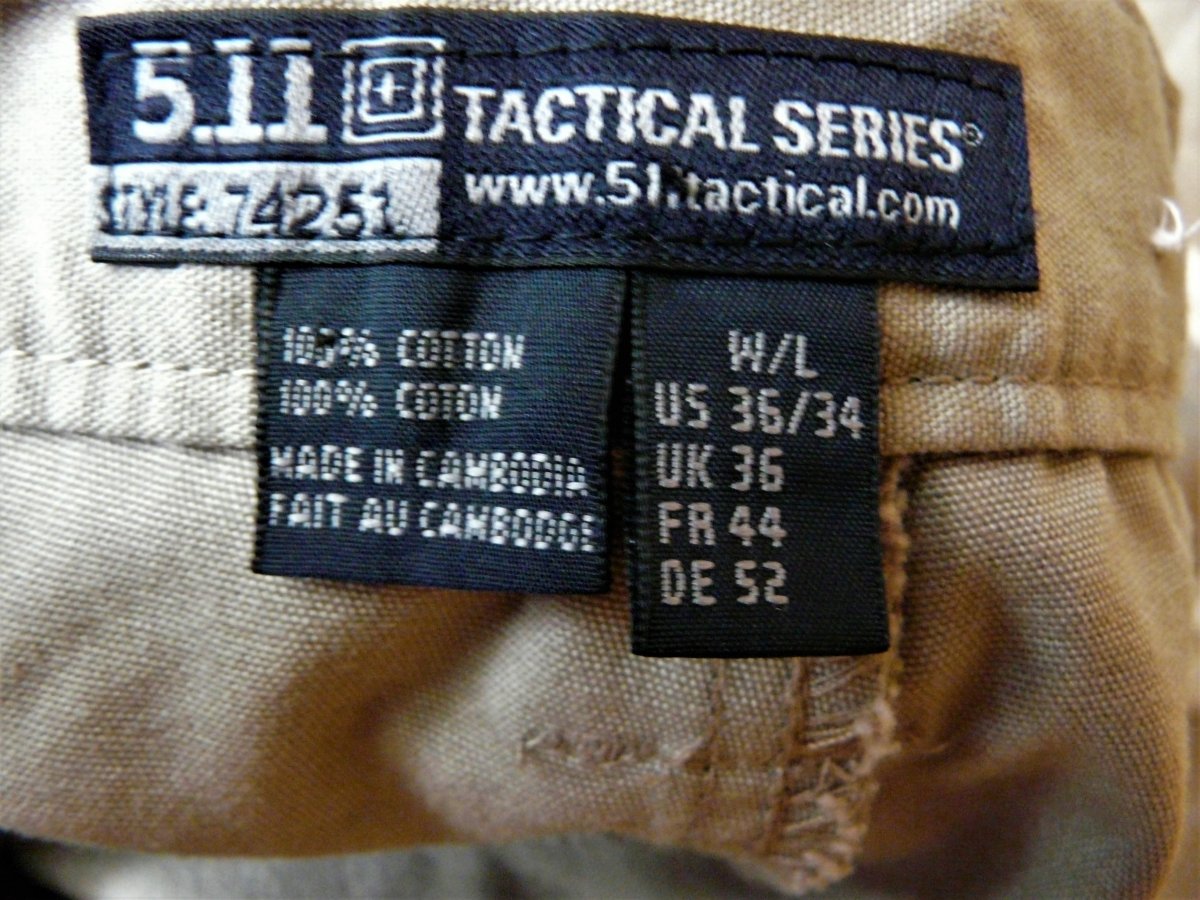 5.11 TACTICAL SERIES®
www.511tactical.com
STYLE: 74251
100% COTTON
100% COTON
MADE IN CAMBODIA
FAIT AU CAMBODGE
W/L
US 36/34
UK 36
FR 44
DE 52